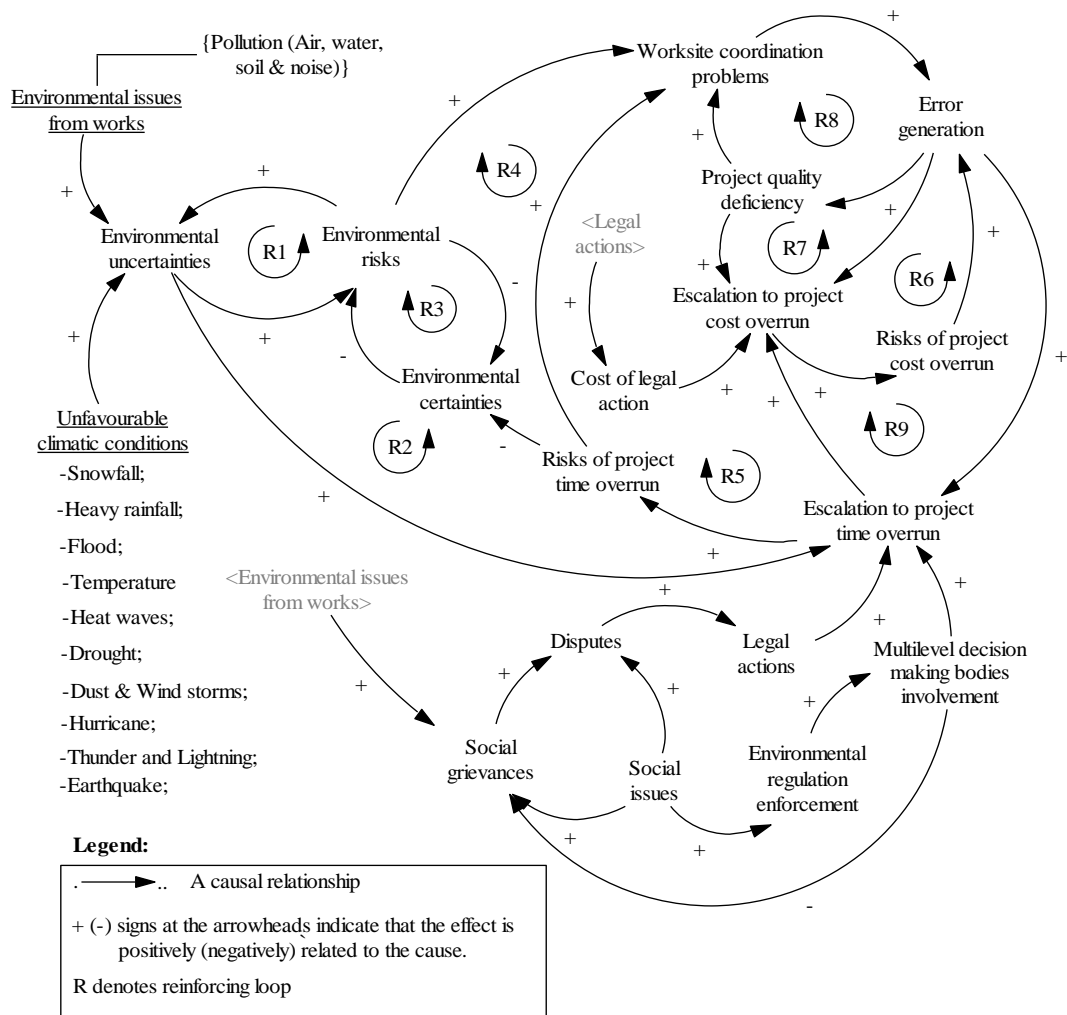 {Pollution (Air, water,
soil & noise)}
Environmental issues
from works
+
+
Environmental
uncertainties
R1
Environmental
risks
+
+
R4
+
-
R3
-
Environmental
certainties
R2
-
Worksite coordination
problems
+
R8
Error
generation
+
Project quality
deficiency
+
<Legal
actions>
R7
+
+
R6
+
Escalation to project
cost overrun
Risks of project
cost overrun
+
Cost of legal
action
+
+
+
R9
+
Risks of project
time overrun
R5
Escalation to project
time overrun
+
+
Unfavourable
climatic conditions
-Snowfall;
-Heavy rainfall;
-Flood;
-Temperature
-Heat waves;
-Drought;
-Dust & Wind storms;
-Hurricane;
-Thunder and Lightning;
-Earthquake;
+
<Environmental issues
from works>
+
+
Disputes
Legal
actions
+
+
Multilevel decision
making bodies
involvement
+
+
+
Social
grievances
Social
issues
Environmental
regulation
enforcement
+
+
-
Legend:
. .. A causal relationship
+ (-) signs at the arrowheads indicate that the effect is
positively (negatively) `related to the cause.
R denotes reinforcing loop